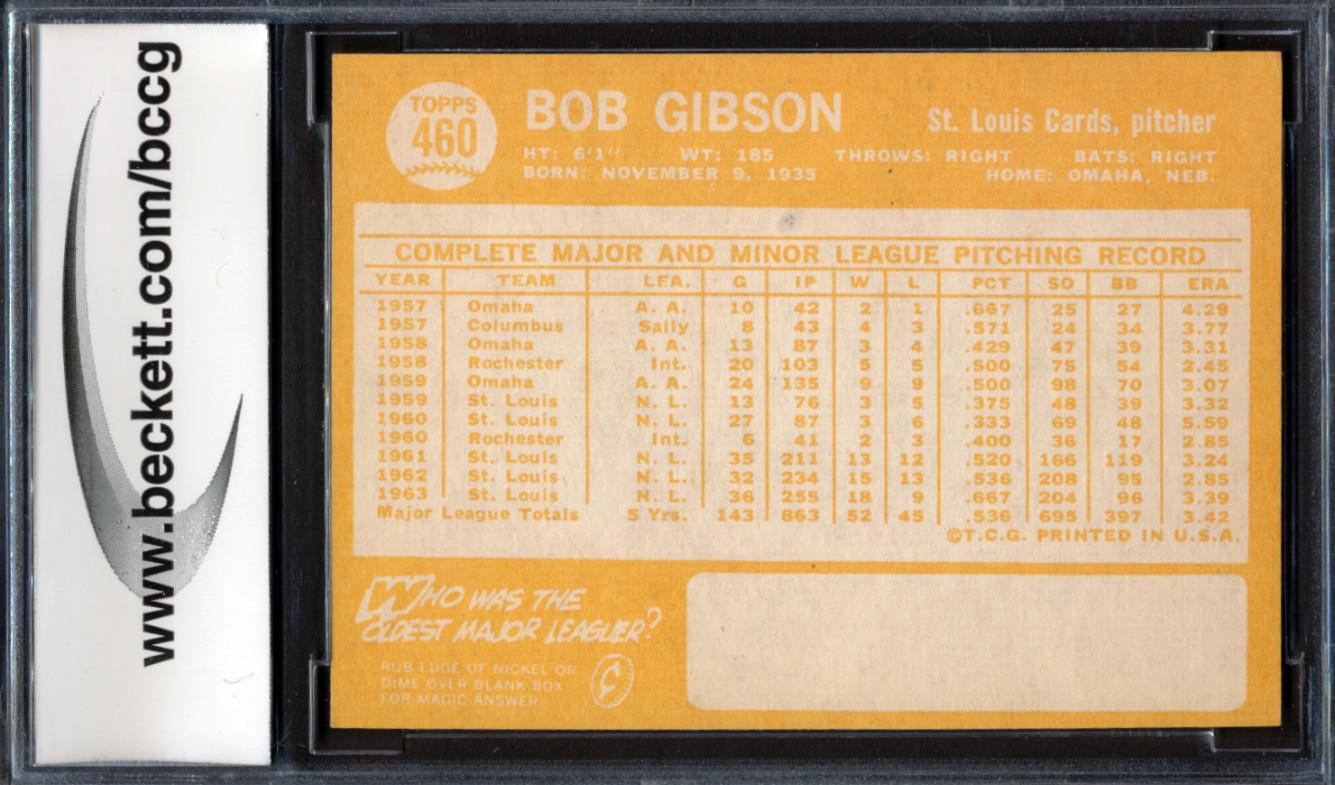 www.beckett.com/bccg
TOPPS
460
BOB GIBSON
St. Louis Cards, pitcher
HT: 6'1" WT: 185 THROWS: RIGHT BATS: RIGHT
BORN: NOVEMBER 9, 1935 HOME: OMAHA, NEB.
COMPLETE MAJOR AND MINOR LEAGUE PITCHING RECORD
YEAR TEAM LEA. G IP W L PCT SO BB ERA
1957 Omaha A. A. 10 42 2 1 .667 25 27 4.29
1957 Columbus Sally 8 43 4 3 .571 24 34 3.77
1958 Omaha A. A. 13 87 3 4 .429 47 39 3.31
1958 Rochester Int. 20 103 5 5 .500 75 54 2.45
1959 Omaha A. A. 24 135 9 9 .500 98 70 3.07
1959 St. Louis N. L. 13 76 3 5 .375 48 39 3.32
1960 St. Louis N. L. 27 87 3 6 .333 69 48 5.59
1960 Rochester Int. 6 41 2 3 .400 36 17 2.85
1961 St. Louis N. L. 35 211 13 12 .520 166 119 3.24
1962 St. Louis N. L. 32 234 15 13 .536 208 95 2.85
1963 St. Louis N. L. 36 255 18 9 .667 204 96 3.39
Major League Totals 5 Yrs. 143 863 52 45 .536 695 397 3.42
©T.C.G. PRINTED IN U.S.A.
WHO WAS THE
OLDEST MAJOR LEAGUER?
RUB EDGE OF NICKEL OR
DIME OVER BLANK BOX
FOR MAGIC ANSWER
¢